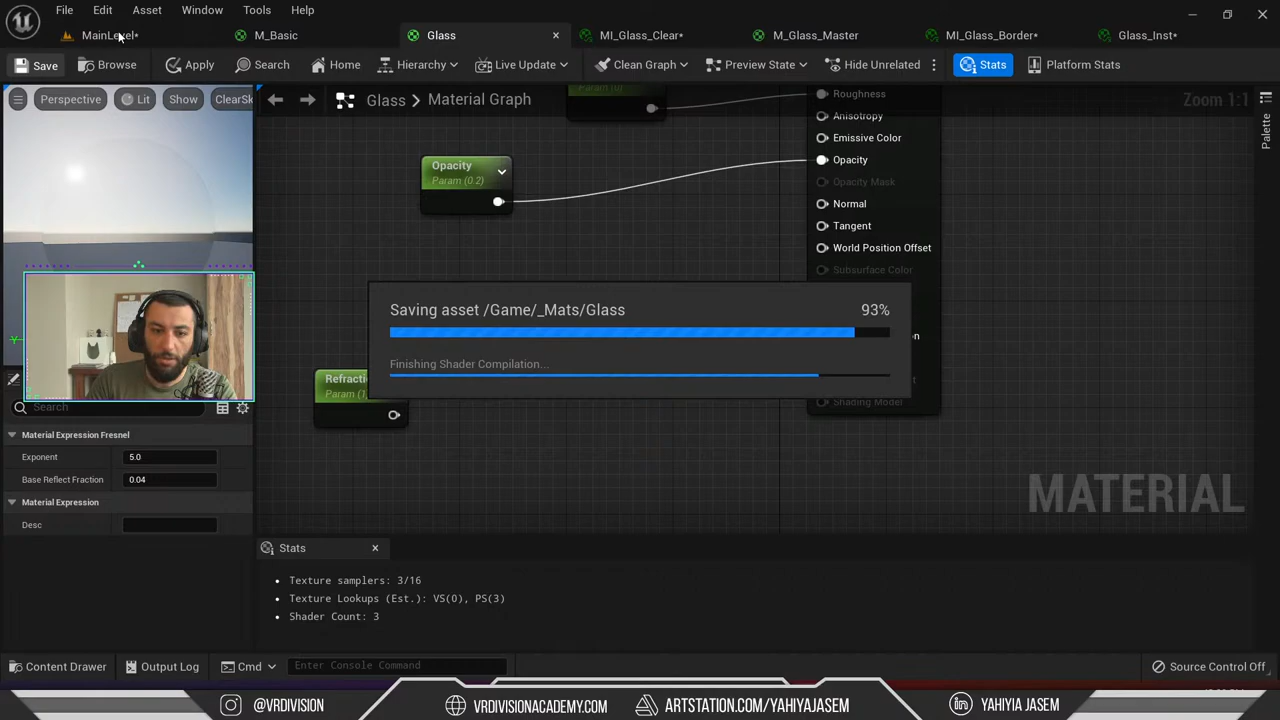 File Edit Asset Window Tools Help
MainLevel* M_Basic Glass MI_Glass_Clear* M_Glass_Master MI_Glass_Border* Glass_Inst*
Save Browse Apply Search Home Hierarchy Live Update Clean Graph Preview State Hide Unrelated Stats Platform Stats
Perspective Lit Show ClearSk
Glass Material Graph Zoom 1:1
Palette
Param (0)
Roughness
Anisotropy
Emissive Color
Opacity
Param (0.2)
Opacity
Opacity Mask
Normal
Tangent
World Position Offset
Subsurface Color
Saving asset /Game/_Mats/Glass 93%
Finishing Shader Compilation...
Shading Model
Search
Material Expression Fresnel
Exponent 5.0
Base Reflect Fraction 0.04
Material Expression
Desc
MATERIAL
Stats
Texture samplers: 3/16
Texture Lookups (Est.): VS(0), PS(3)
Shader Count: 3
Content Drawer Output Log Cmd Enter Console Command Source Control Off
@VRDIVISION VRDIVISIONACADEMY.COM ARTSTATION.COM/YAHIYAJASEM YAHIYIA JASEM